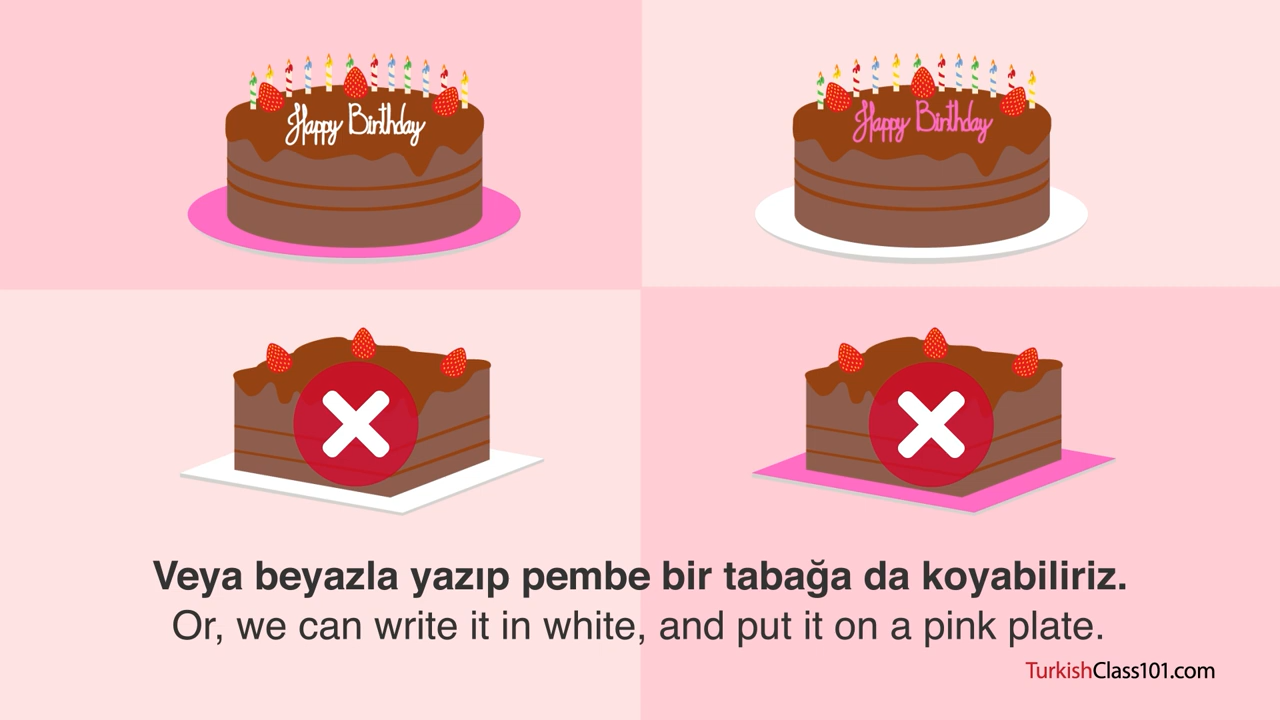 Happy Birthday
Happy Birthday
Veya beyazla yazıp pembe bir tabağa da koyabiliriz.
Or, we can write it in white, and put it on a pink plate.
TurkishClass101.com